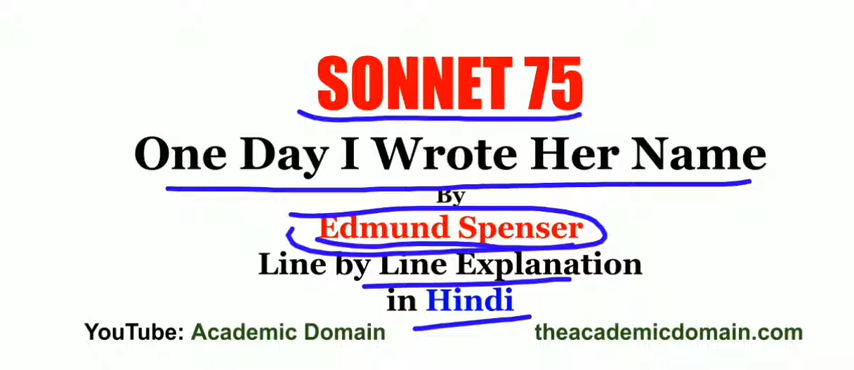 SONNET 75
One Day I Wrote Her Name
By
Edmund Spenser
Line by Line Explanation
in Hindi
YouTube: Academic Domain theacademicdomain.com